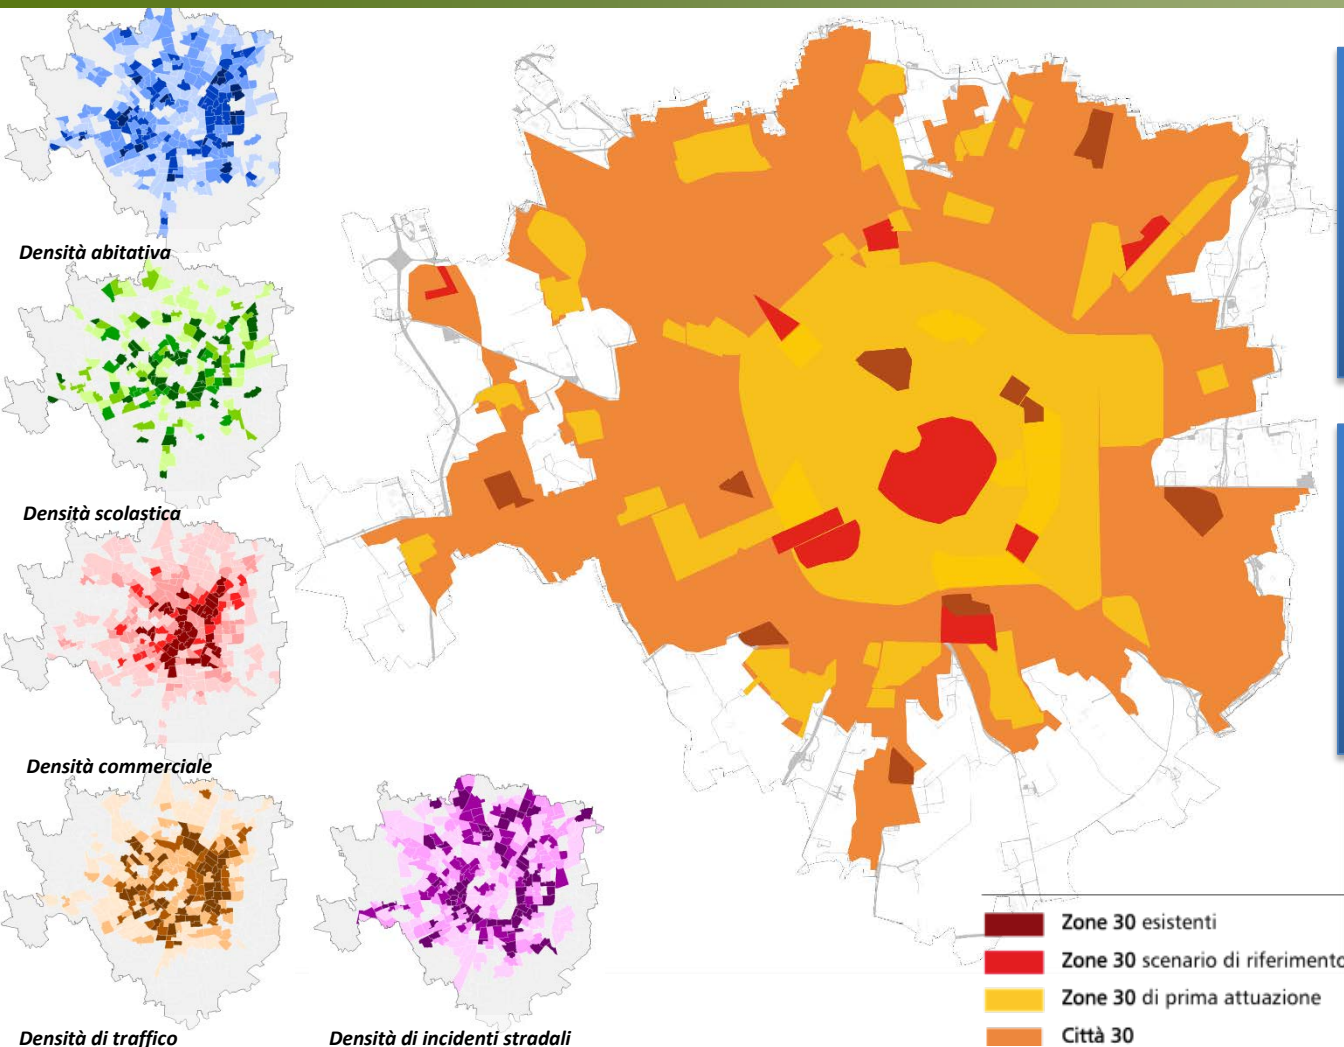 Densità abitativa
Densità scolastica
Densità commerciale
Densità di traffico
Densità di incidenti stradali
Zone 30 esistenti
Zone 30 scenario di riferimento
Zone 30 di prima attuazione
Città 30